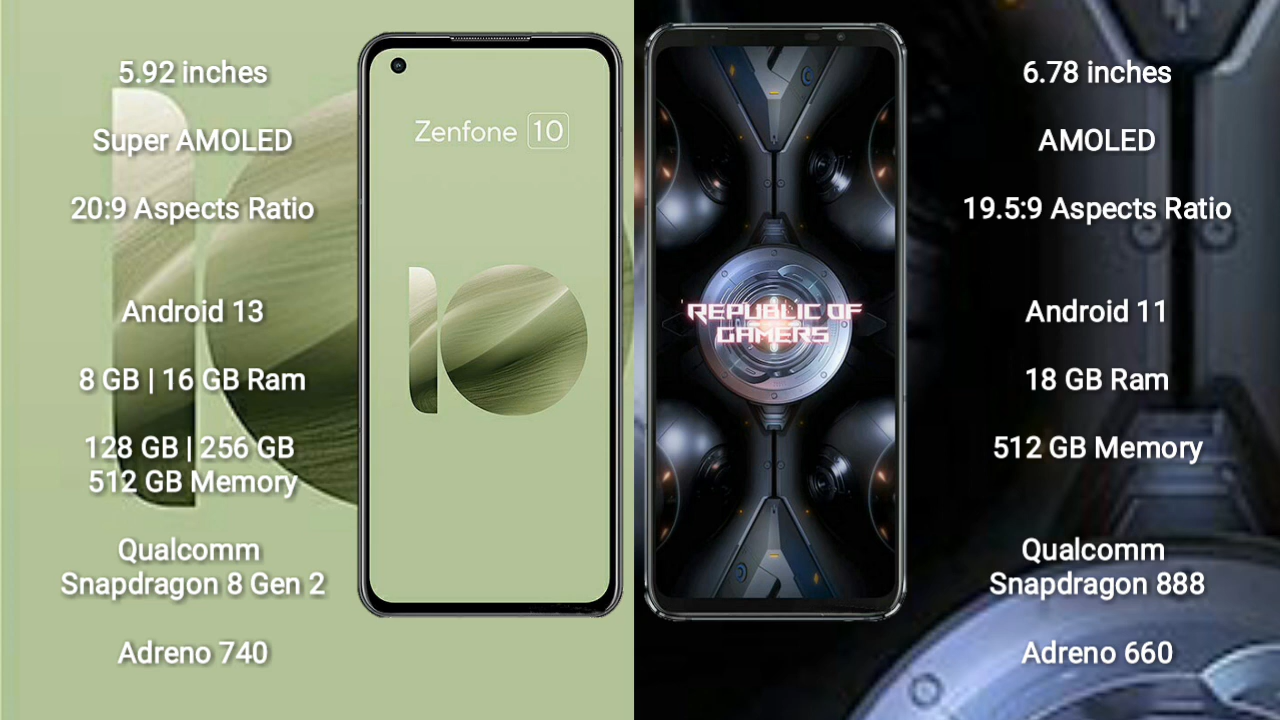 5.92 inches
Super AMOLED
20:9 Aspects Ratio
Android 13
8 GB | 16 GB Ram
128 GB | 256 GB
512 GB Memory
Qualcomm
Snapdragon 8 Gen 2
Adreno 740
Zenfone 10
10
REPUBLIC OF
GAMERS
6.78 inches
AMOLED
19.5:9 Aspects Ratio
Android 11
18 GB Ram
512 GB Memory
Qualcomm
Snapdragon 888
Adreno 660